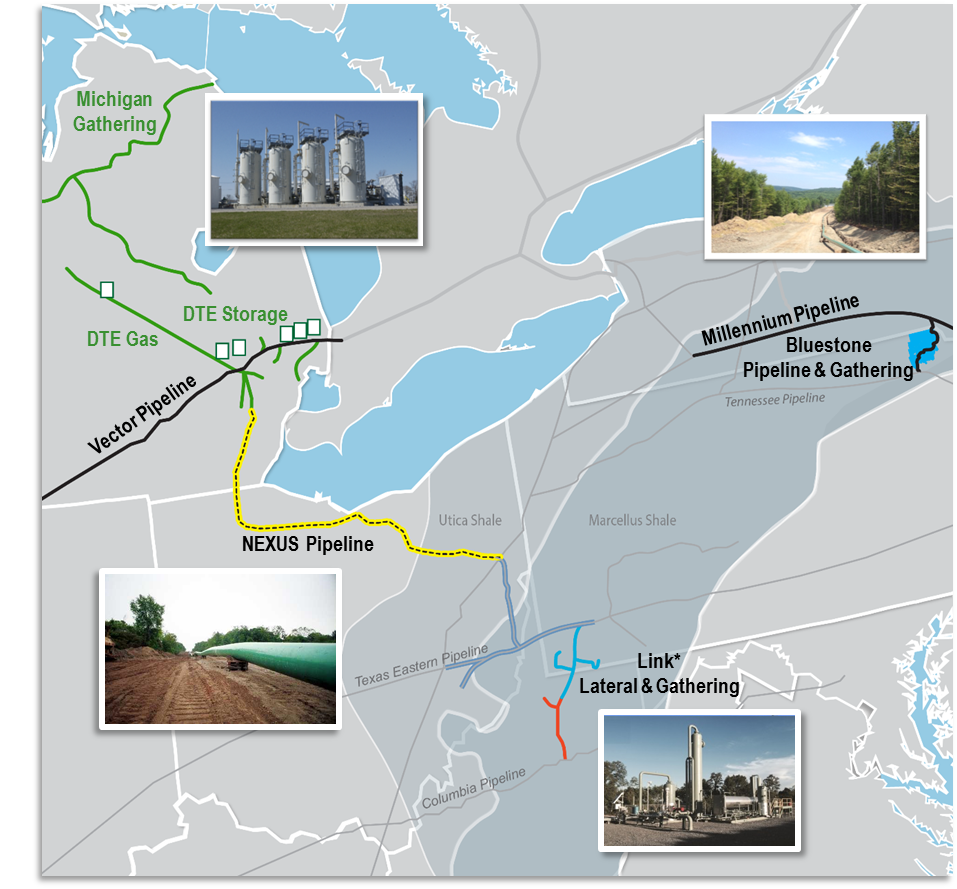 Michigan
Gathering
DTE Storage
DTE Gas
Vector Pipeline
Millennium Pipeline
Bluestone
Pipeline & Gathering
Tennessee Pipeline
Utica Shale
Marcellus Shale
NEXUS Pipeline
Texas Eastern Pipeline
Link*
Lateral & Gathering
Columbia Pipeline